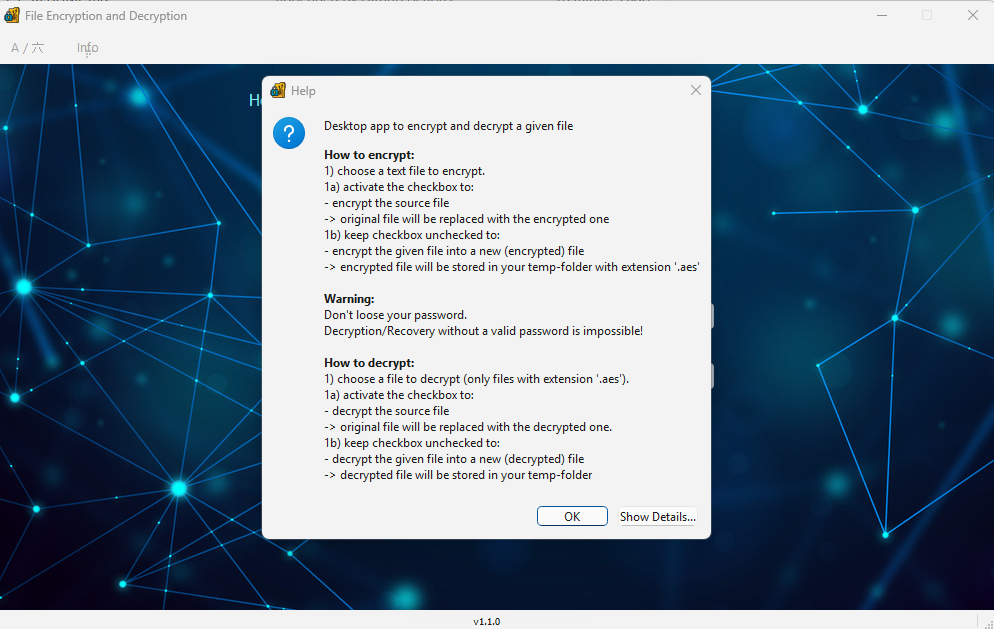 File Encryption and Decryption
A / 六
Info
Help
Desktop app to encrypt and decrypt a given file
How to encrypt:
1) choose a text file to encrypt.
1a) activate the checkbox to:
- encrypt the source file
-> original file will be replaced with the encrypted one
1b) keep checkbox unchecked to:
- encrypt the given file into a new (encrypted) file
-> encrypted file will be stored in your temp-folder with extension '.aes'
Warning:
Don't loose your password.
Decryption/Recovery without a valid password is impossible!
How to decrypt:
1) choose a file to decrypt (only files with extension '.aes').
1a) activate the checkbox to:
- decrypt the source file
-> original file will be replaced with the decrypted one.
1b) keep checkbox unchecked to:
- decrypt the given file into a new (decrypted) file
-> decrypted file will be stored in your temp-folder
OK
Show Details...
v1.1.0